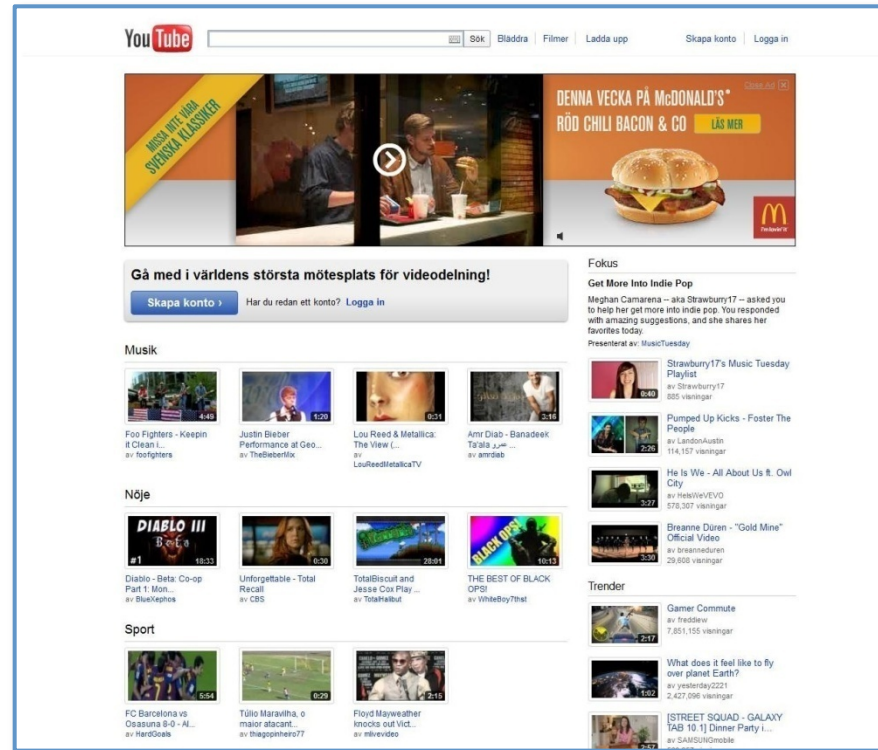 You Tube
Sök
Bläddra
Filmer
Ladda upp
Skapa konto
Logga in
MISSA INTE VÅRA
SVENSKA KLASSIKER
DENNA VECKA PÅ McDONALD'S®
RÖD CHILI BACON & CO
LÄS MER
Close Ad
i'm lovin' it
Gå med i världens största mötesplats för videodelning!
Skapa konto ›
Har du redan ett konto? Logga in
Musik
4:49
Foo Fighters - Keepin
it Clean i...
av foofighters
1:20
Justin Bieber
Performance at Geo...
av TheBieberMix
0:31
Lou Reed & Metallica:
The View (...
av
LouReedMetallicaTV
3:16
Amr Diab - Banadeek
Ta'ala عمرو ...
av amrdiab
Nöje
DIABLO III
Beta
#1
18:33
Diablo - Beta: Co-op
Part 1: Mon...
av BlueXephos
0:30
Unforgettable - Total
Recall
av CBS
28:01
TotalBiscuit and
Jesse Cox Play ...
av TotalHalibut
BLACK OPS!
10:13
THE BEST OF BLACK
OPS!
av WhiteBoy7thst
Sport
5:54
FC Barcelona vs
Osasuna 8-0 - Al...
av HardGoals
0:29
Túlio Maravilha, o
maior atacant...
av thiagopinheiro77
2:15
Floyd Mayweather
knocks out Vict...
av mlivevideo
Fokus
Get More Into Indie Pop
Meghan Camarena -- aka Strawburry17 -- asked you
to help her get more into indie pop. You responded
with amazing suggestions, and she shares her
favorites today.
Presenterat av: MusicTuesday
0:40
Strawburry17's Music Tuesday
Playlist
av Strawburry17
885 visningar
2:26
Pumped Up Kicks - Foster The
People
av LandonAustin
114,157 visningar
3:27
He Is We - All About Us ft. Owl
City
av HeIsWeVEVO
578,307 visningar
3:30
Breanne Düren - "Gold Mine"
Official Video
av breanneduren
29,608 visningar
Trender
2:17
Gamer Commute
av freddiew
7,851,155 visningar
1:02
What does it feel like to fly
over planet Earth?
av yesterday2221
2,427,096 visningar
2:57
[STREET SQUAD - GALAXY
TAB 10.1] Dinner Party i...
av SAMSUNGmobile